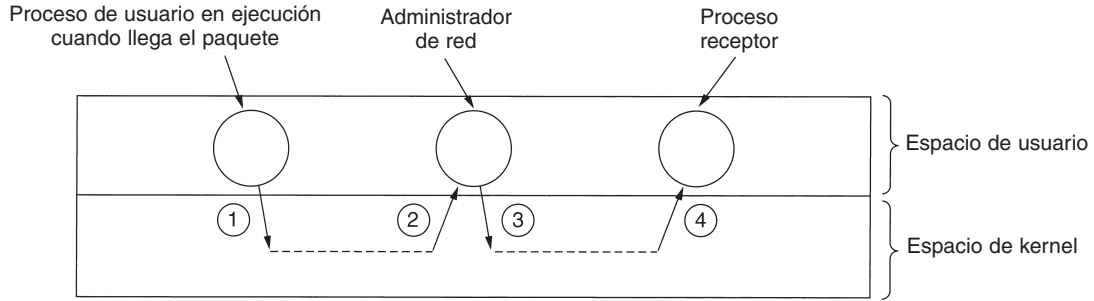 Proceso de usuario en ejecución
cuando llega el paquete
Administrador
de red
Proceso
receptor
Espacio de usuario
1
2
3
4
Espacio de kernel